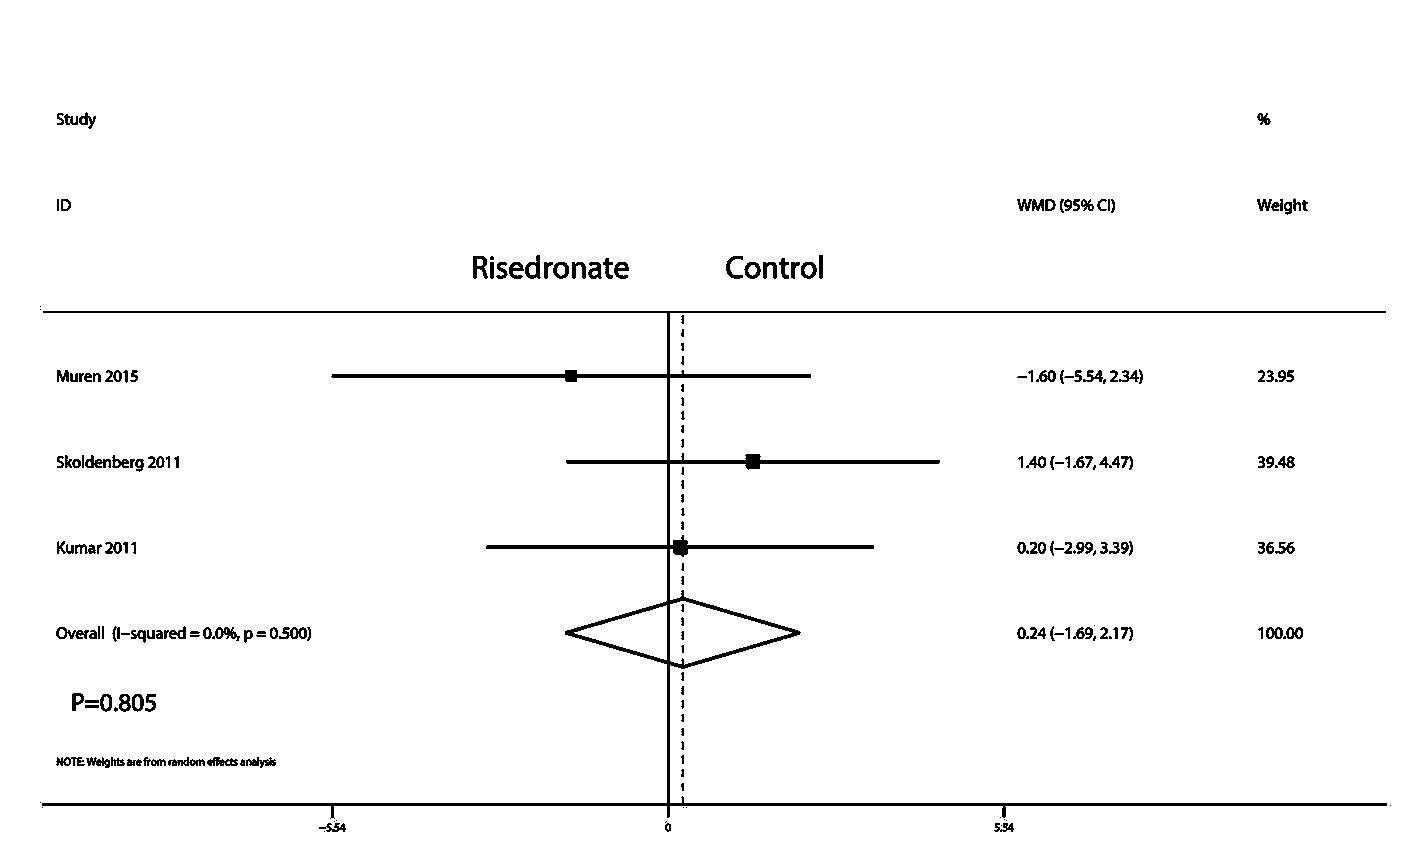 Study %
ID WMD (95% CI) Weight
Risedronate Control
Muren 2015 −1.60 (−5.54, 2.34) 23.95
Skoldenberg 2011 1.40 (−1.67, 4.47) 39.48
Kumar 2011 0.20 (−2.99, 3.39) 36.56
Overall (I−squared = 0.0%, p = 0.500) 0.24 (−1.69, 2.17) 100.00
P=0.805
NOTE: Weights are from random effects analysis
−5.54 0 5.54